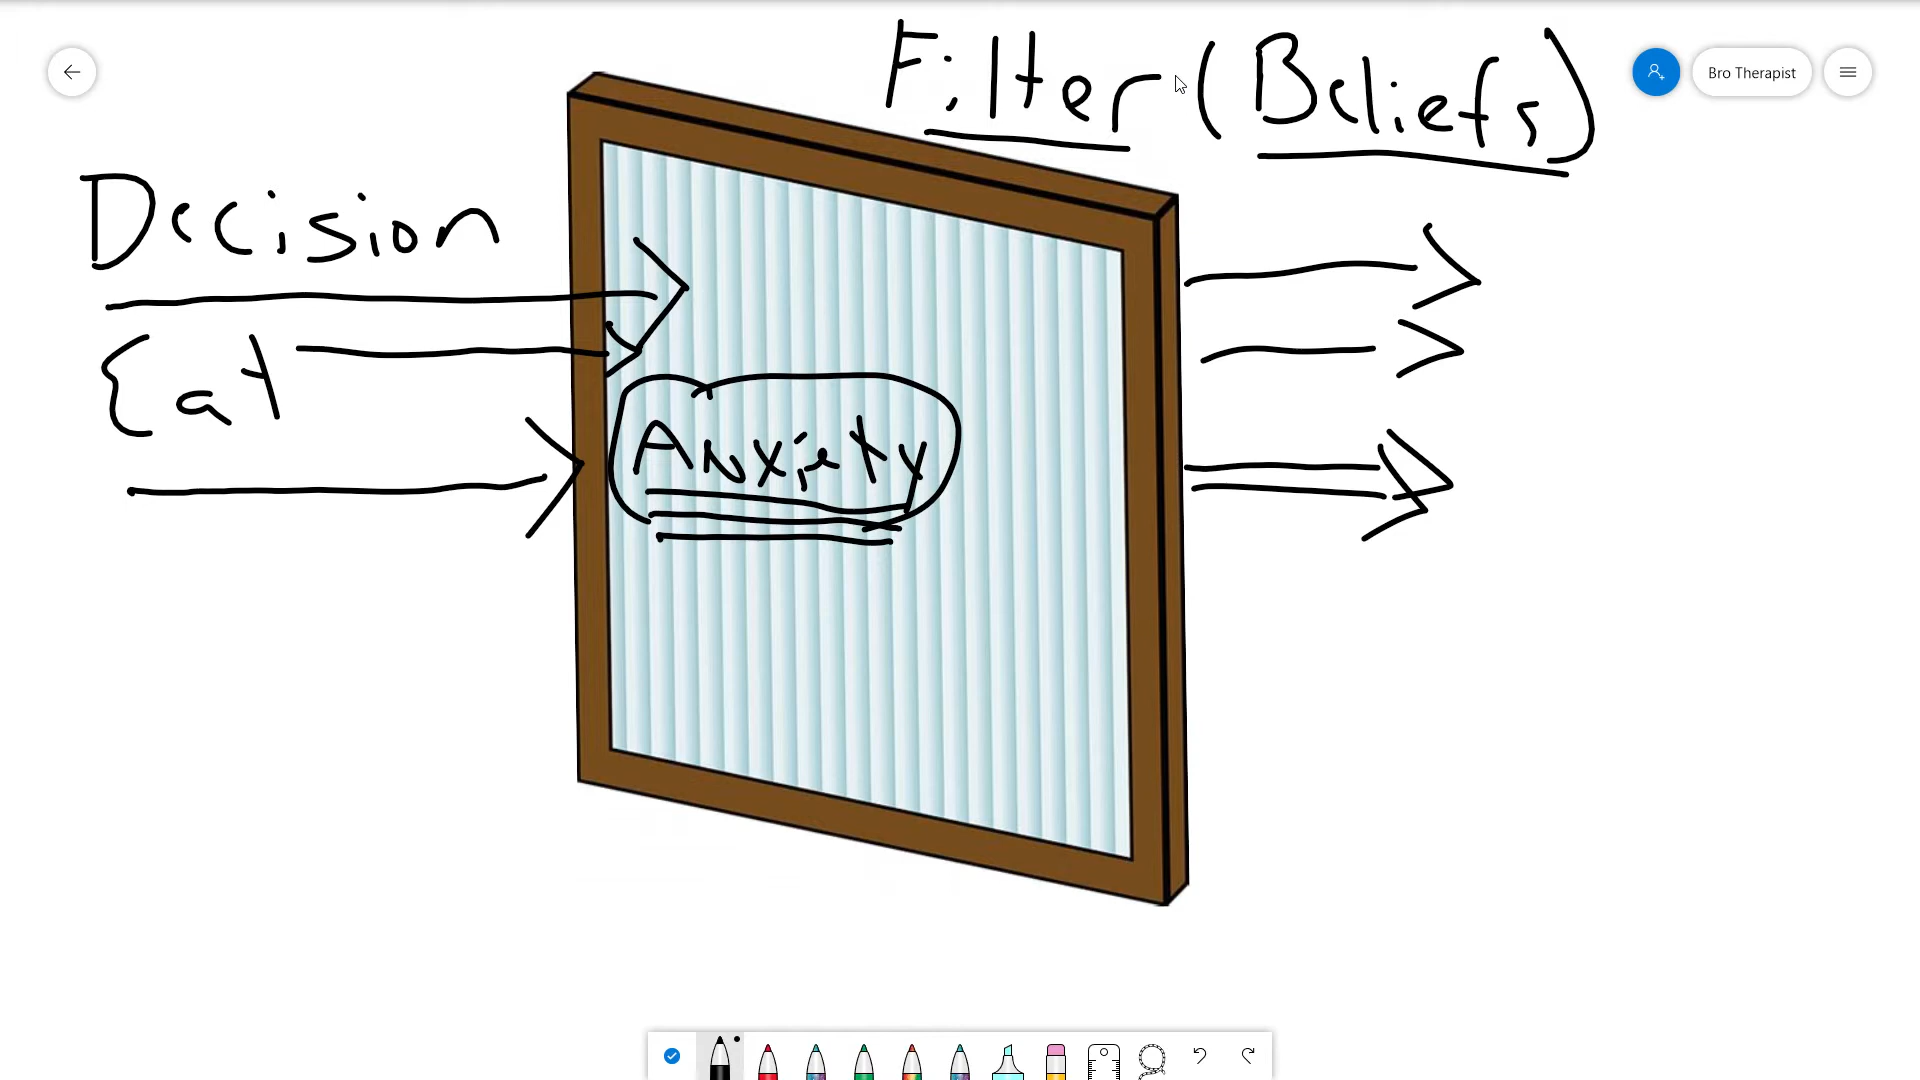 Filter (Beliefs)
Bro Therapist
Decision
Eat
Anxiety